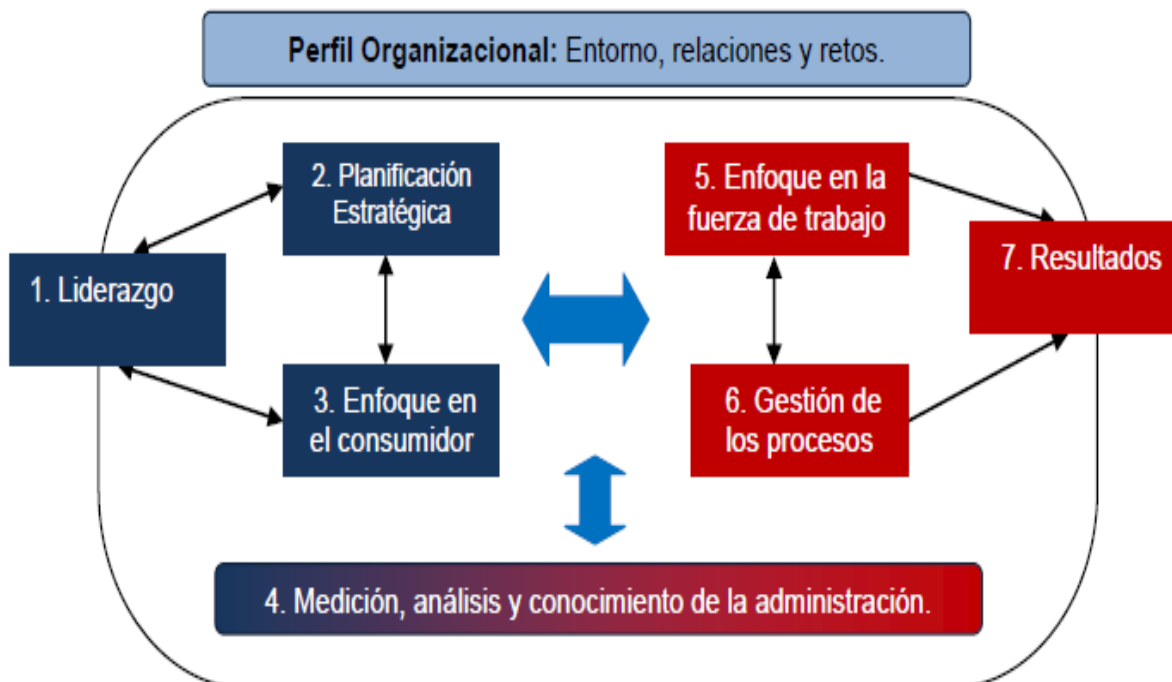 Perfil Organizacional: Entorno, relaciones y retos.
2. Planificación
Estratégica
5. Enfoque en la
fuerza de trabajo
1. Liderazgo
7. Resultados
3. Enfoque en
el consumidor
6. Gestión de
los procesos
4. Medición, análisis y conocimiento de la administración.